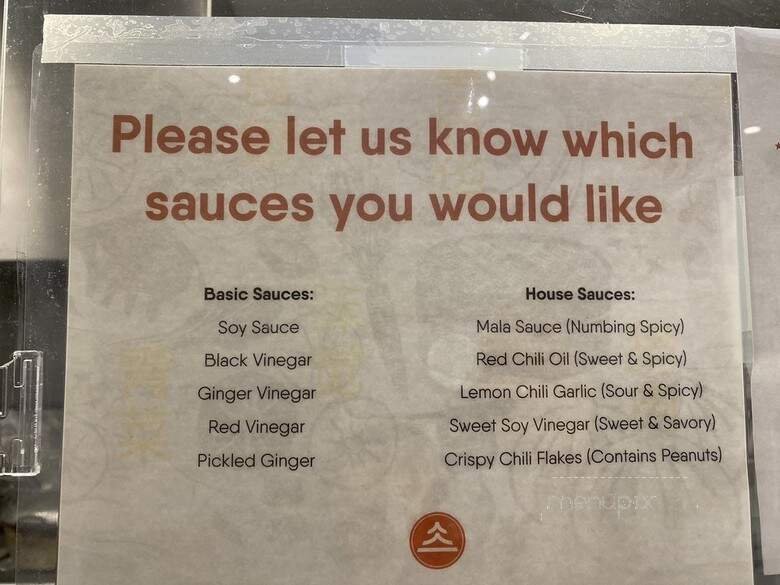 Please let us know which
sauces you would like
Basic Sauces:
Soy Sauce
Black Vinegar
Ginger Vinegar
Red Vinegar
Pickled Ginger
House Sauces:
Mala Sauce (Numbing Spicy)
Red Chili Oil (Sweet & Spicy)
Lemon Chili Garlic (Sour & Spicy)
Sweet Soy Vinegar (Sweet & Savory)
Crispy Chili Flakes (Contains Peanuts)
menupix